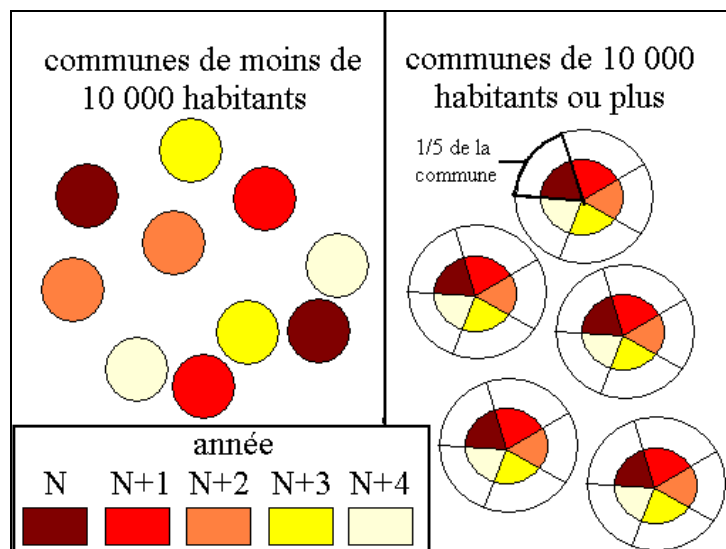 communes de moins de
10 000 habitants
communes de 10 000
habitants ou plus
1/5 de la
commune
année
N N+1 N+2 N+3 N+4